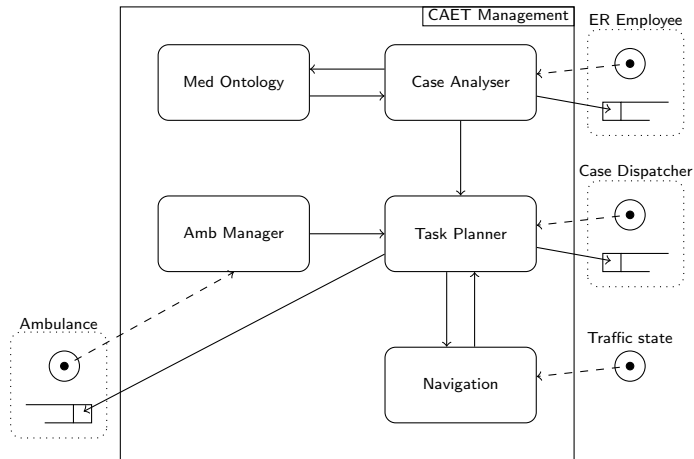 CAET Management
ER Employee
Med Ontology
Case Analyser
Case Dispatcher
Amb Manager
Task Planner
Ambulance
Traffic state
Navigation